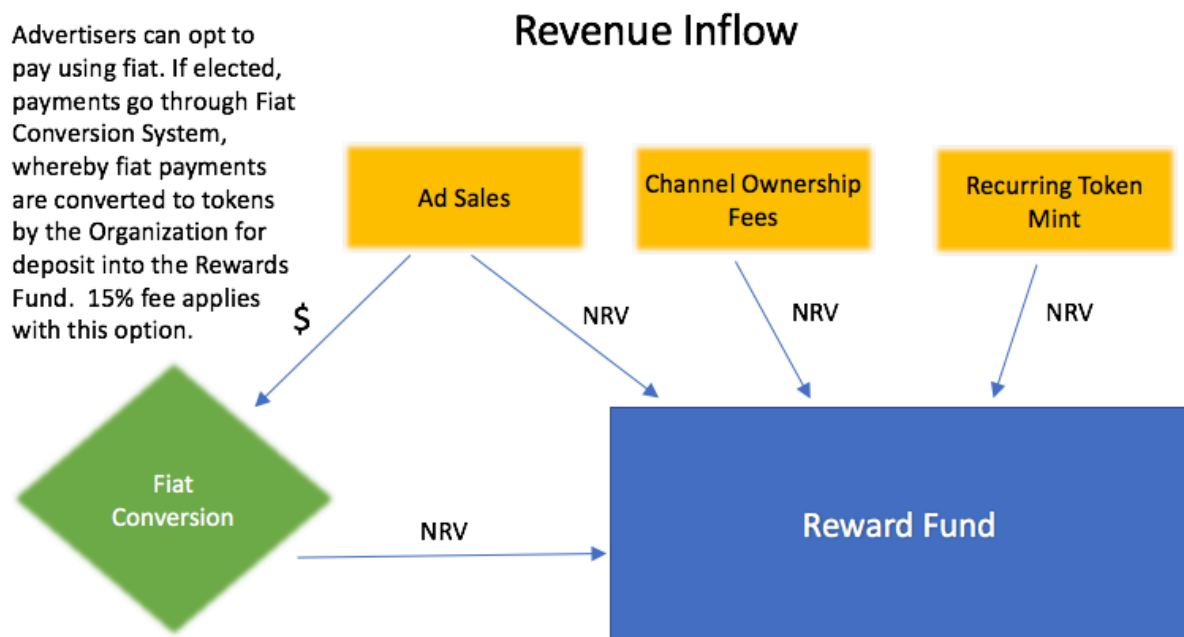 Revenue Inflow
Advertisers can opt to
pay using fiat. If elected,
payments go through Fiat
Conversion System,
whereby fiat payments
are converted to tokens
by the Organization for
deposit into the Rewards
Fund.  15% fee applies
with this option.
Ad Sales
Channel Ownership
Fees
Recurring Token
Mint
$
NRV
NRV
NRV
Fiat
Conversion
NRV
Reward Fund